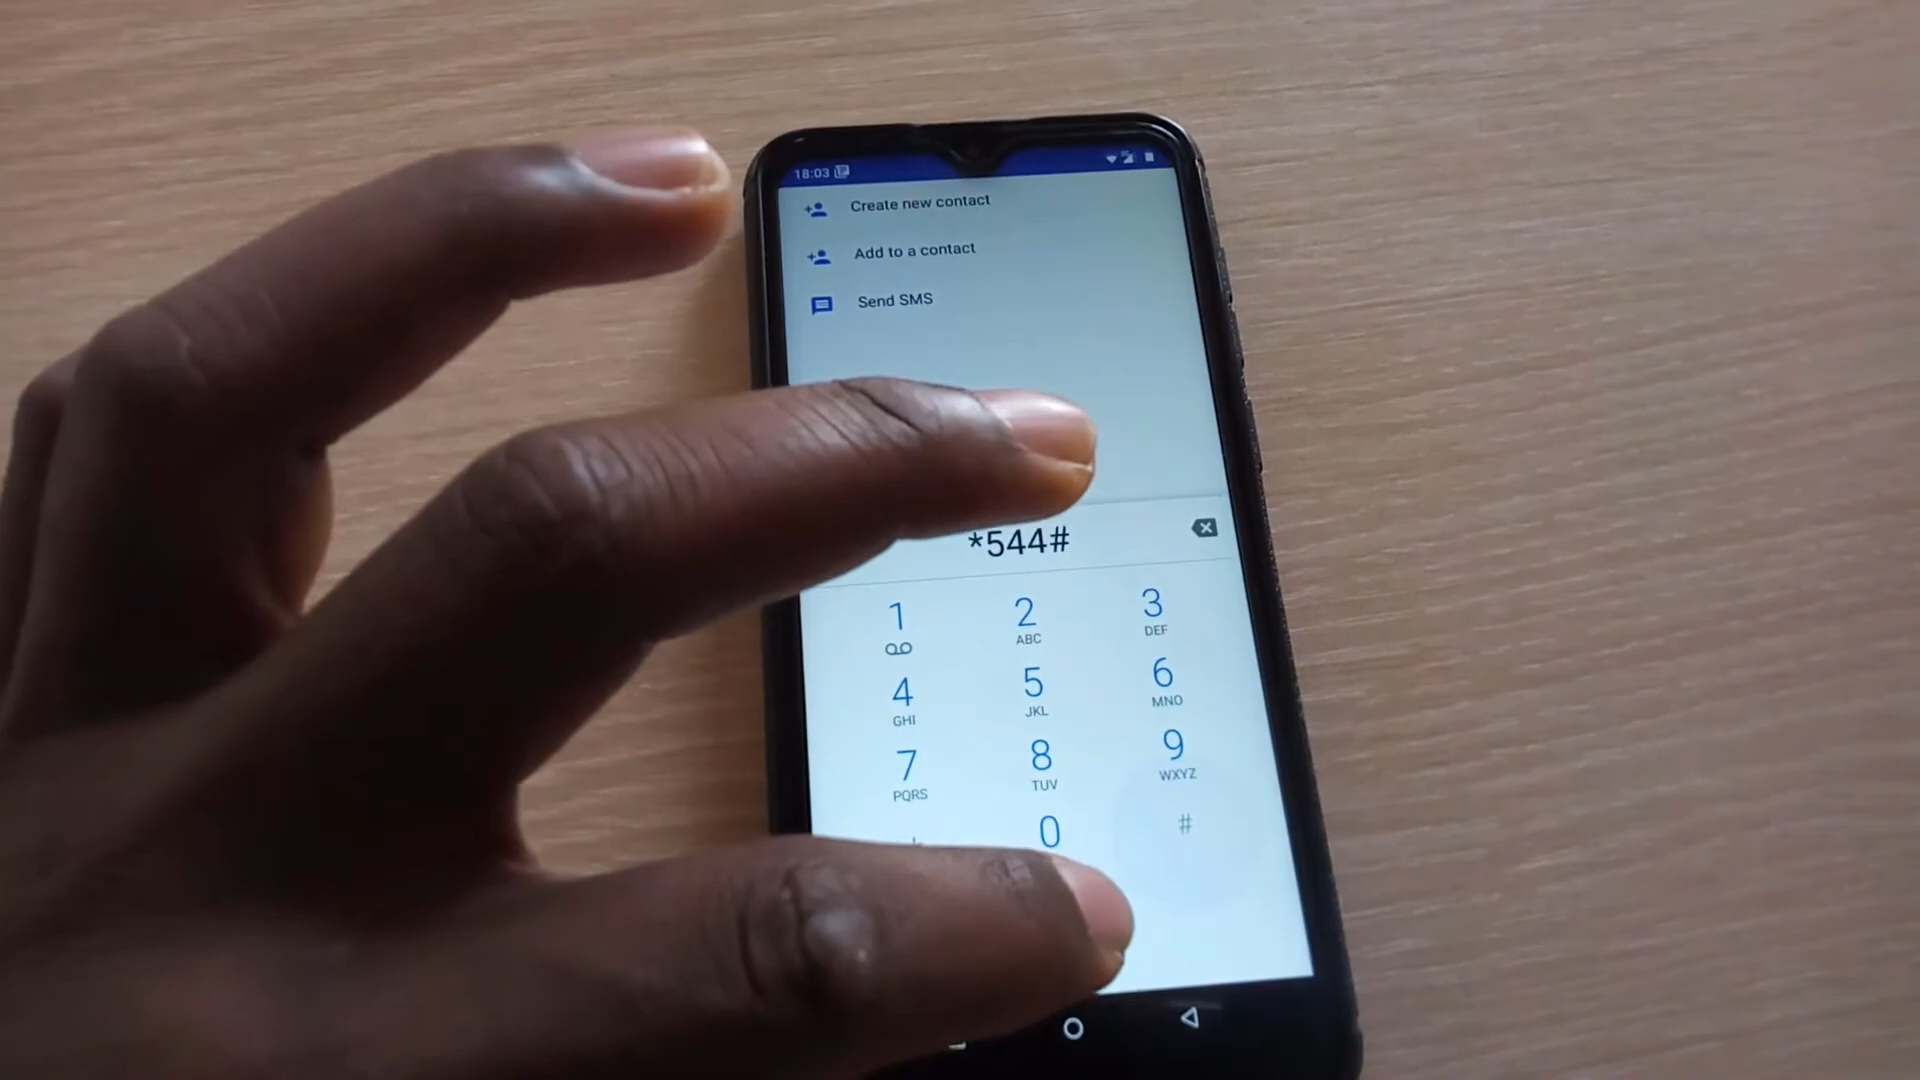 18:03
Create new contact
Add to a contact
Send SMS
*544#
1 2 3
ABC DEF
4 5 6
GHI JKL MNO
7 8 9
PQRS TUV WXYZ
0 #